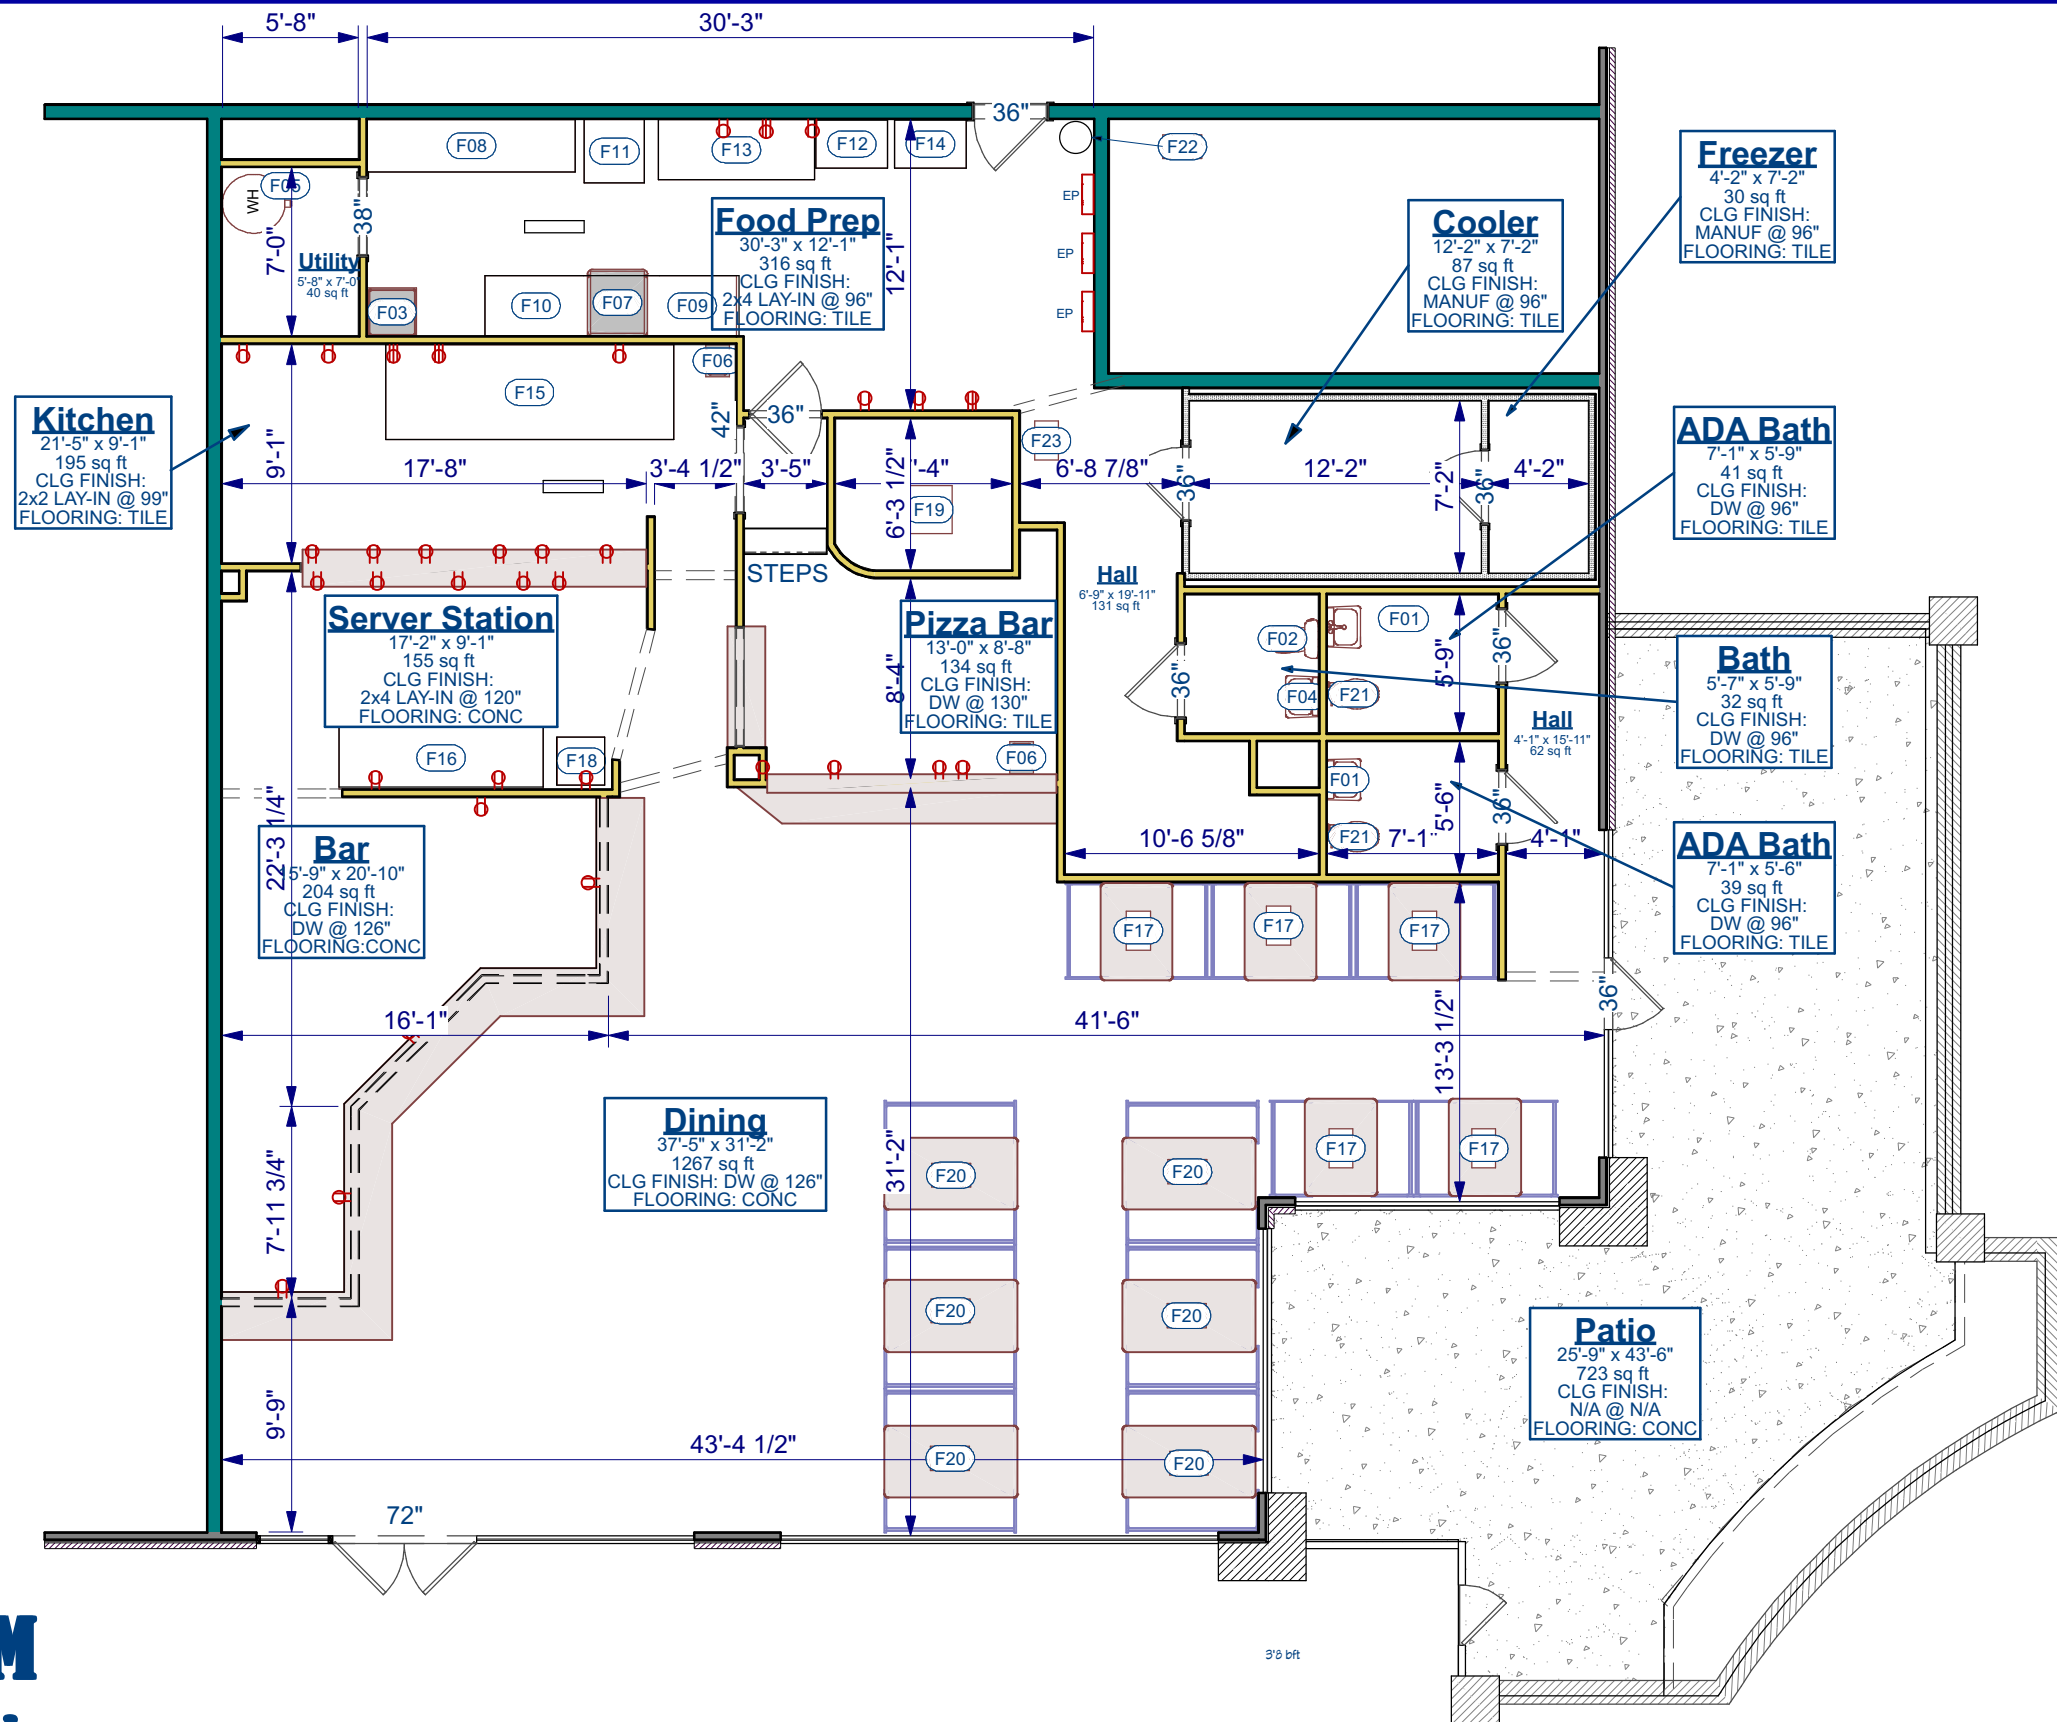 5'-8"
30'-3"
36"
F08
F11
F13
F12
F14
F22
F05
WH
38"
7'-0"
Utility
5'-8" x 7'-0"
40 sq ft
F03
F10
F07
F09
Food Prep
30'-3" x 12'-1"
316 sq ft
CLG FINISH:
2x4 LAY-IN @ 96"
FLOORING: TILE
12'-1"
EP
EP
EP
Cooler
12'-2" x 7'-2"
87 sq ft
CLG FINISH:
MANUF @ 96"
FLOORING: TILE
Freezer
4'-2" x 7'-2"
30 sq ft
CLG FINISH:
MANUF @ 96"
FLOORING: TILE
Kitchen
21'-5" x 9'-1"
195 sq ft
CLG FINISH:
2x2 LAY-IN @ 99"
FLOORING: TILE
9'-1"
F15
F06
42"
36"
17'-8"
3'-4 1/2"
3'-5"
6'-3 1/2"
'-4"
F19
F23
6'-8 7/8"
36"
12'-2"
7'-2"
36"
4'-2"
ADA Bath
7'-1" x 5'-9"
41 sq ft
CLG FINISH:
DW @ 96"
FLOORING: TILE
STEPS
Hall
6'-9" x 19'-11"
131 sq ft
Server Station
17'-2" x 9'-1"
155 sq ft
CLG FINISH:
2x4 LAY-IN @ 120"
FLOORING: CONC
F16
F18
Pizza Bar
13'-0" x 8'-8"
134 sq ft
CLG FINISH:
DW @ 130"
FLOORING: TILE
8'-4"
F06
36"
F02
F04
F01
F21
5'-9"
36"
Hall
4'-1" x 15'-11"
62 sq ft
Bath
5'-7" x 5'-9"
32 sq ft
CLG FINISH:
DW @ 96"
FLOORING: TILE
F01
F21
5'-6"
36"
10'-6 5/8"
7'-1"
4'-1"
ADA Bath
7'-1" x 5'-6"
39 sq ft
CLG FINISH:
DW @ 96"
FLOORING: TILE
22'-3 1/4"
Bar
5'-9" x 20'-10"
204 sq ft
CLG FINISH:
DW @ 126"
FLOORING:CONC
F17
F17
F17
36"
16'-1"
41'-6"
13'-3 1/2"
Dining
37'-5" x 31'-2"
1267 sq ft
CLG FINISH: DW @ 126"
FLOORING: CONC
31'-2"
F20
F20
F17
F17
7'-11 3/4"
F20
F20
Patio
25'-9" x 43'-6"
723 sq ft
CLG FINISH:
N/A @ N/A
FLOORING: CONC
9'-9"
43'-4 1/2"
F20
F20
72"
3'8 bft
M